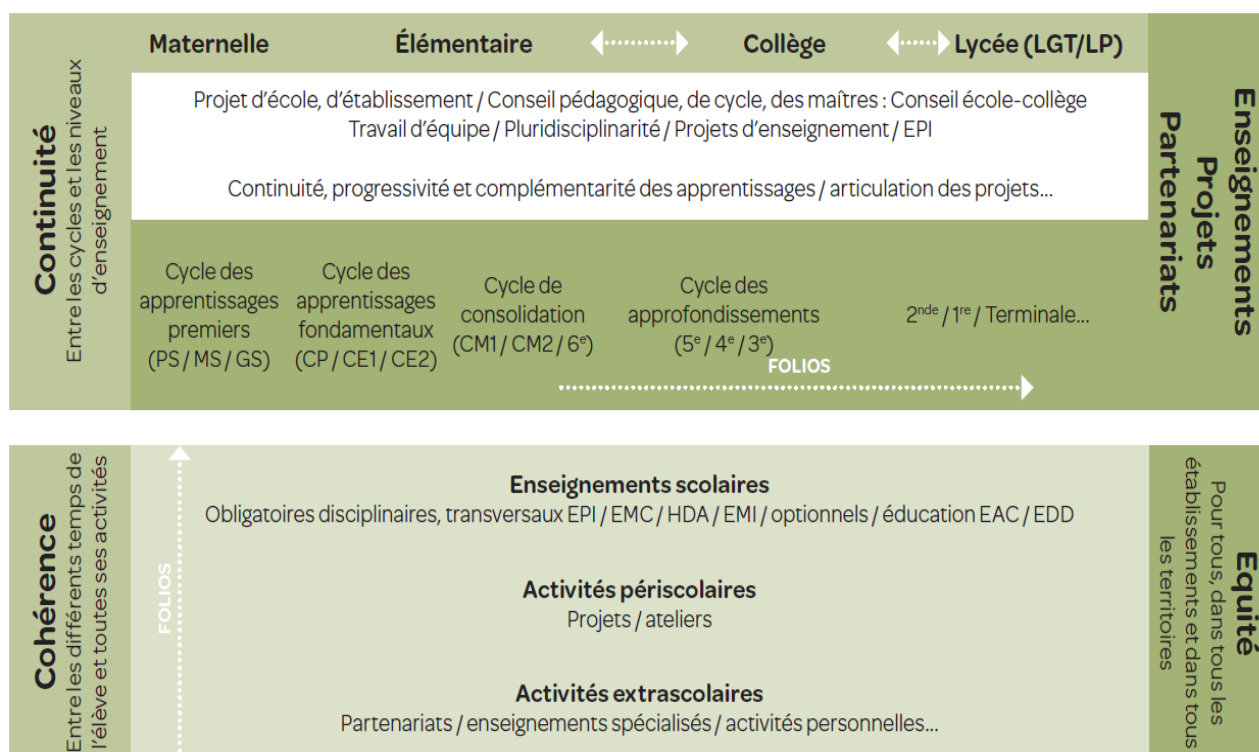 Maternelle
Élémentaire
Collège
Lycée (LGT/LP)
Continuité
Entre les cycles et les niveaux
d'enseignement
Projet d'école, d'établissement / Conseil pédagogique, de cycle, des maîtres : Conseil école-collège
Travail d'équipe / Pluridisciplinarité / Projets d'enseignement / EPI
Continuité, progressivité et complémentarité des apprentissages / articulation des projets...
Cycle des
apprentissages
premiers
(PS / MS / GS)
Cycle des
apprentissages
fondamentaux
(CP / CE1 / CE2)
Cycle de
consolidation
(CM1 / CM2 / 6e)
Cycle des
approfondissements
(5e / 4e / 3e)
2nde / 1re / Terminale...
FOLIOS
Enseignements
Projets
Partenariats
Cohérence
Entre les différents temps de
l'élève et toutes ses activités
FOLIOS
Enseignements scolaires
Obligatoires disciplinaires, transversaux EPI / EMC / HDA / EMI / optionnels / éducation EAC / EDD
Activités périscolaires
Projets / ateliers
Activités extrascolaires
Partenariats / enseignements spécialisés / activités personnelles...
Equité
Pour tous, dans tous les
établissements et dans tous
les territoires